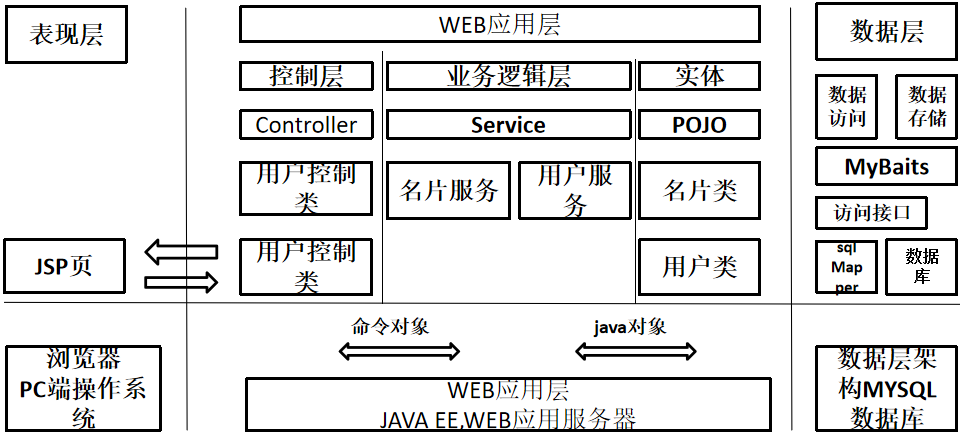 表现层
WEB应用层
数据层
控制层
业务逻辑层
实体
数据
访问
数据
存储
Controller
Service
POJO
MyBaits
用户控制
类
名片服务
用户服
务
名片类
访问接口
JSP页
用户控制
类
用户类
sql
Map
per
数据
库
命令对象
java对象
浏览器
PC端操作系
统
WEB应用层
JAVA EE,WEB应用服务器
数据层架
构MYSQL
数据库